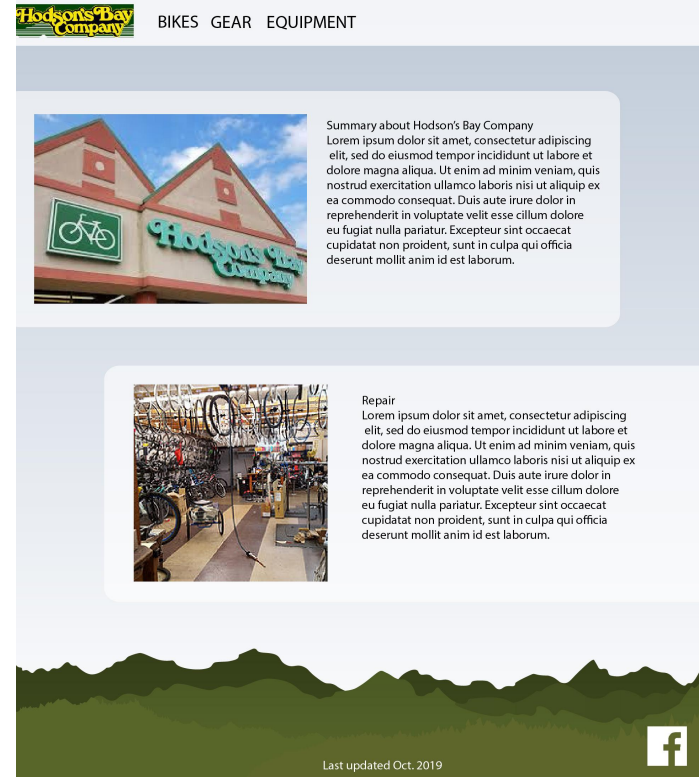 Hodson's Bay
Company
BIKES GEAR EQUIPMENT
Hodson's Bay
Company
Summary about Hodson's Bay Company
Lorem ipsum dolor sit amet, consectetur adipiscing
elit, sed do eiusmod tempor incididunt ut labore et
dolore magna aliqua. Ut enim ad minim veniam, quis
nostrud exercitation ullamco laboris nisi ut aliquip ex
ea commodo consequat. Duis aute irure dolor in
reprehenderit in voluptate velit esse cillum dolore
eu fugiat nulla pariatur. Excepteur sint occaecat
cupidatat non proident, sunt in culpa qui officia
deserunt mollit anim id est laborum.
Repair
Lorem ipsum dolor sit amet, consectetur adipiscing
elit, sed do eiusmod tempor incididunt ut labore et
dolore magna aliqua. Ut enim ad minim veniam, quis
nostrud exercitation ullamco laboris nisi ut aliquip ex
ea commodo consequat. Duis aute irure dolor in
reprehenderit in voluptate velit esse cillum dolore
eu fugiat nulla pariatur. Excepteur sint occaecat
cupidatat non proident, sunt in culpa qui officia
deserunt mollit anim id est laborum.
f
Last updated Oct. 2019